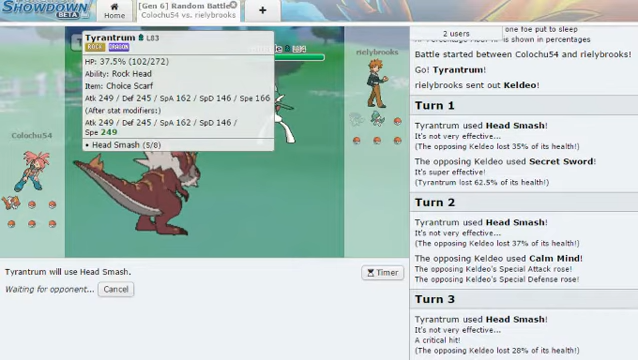 Showdown
BETA
Home
[Gen 6] Random Battle
Colochu54 vs. rielybrooks
2 users
one foe put to sleep
is shown in percentages
Battle started between Colochu54 and rielybrooks!
Go! Tyrantrum!
rielybrooks sent out Keldeo!
Turn 1
Tyrantrum used Head Smash!
It's not very effective...
(The opposing Keldeo lost 35% of its health!)
The opposing Keldeo used Secret Sword!
It's super effective!
(Tyrantrum lost 62.5% of its health!)
Turn 2
Tyrantrum used Head Smash!
It's not very effective...
(The opposing Keldeo lost 37% of its health!)
The opposing Keldeo used Calm Mind!
The opposing Keldeo's Special Attack rose!
The opposing Keldeo's Special Defense rose!
Turn 3
Tyrantrum used Head Smash!
It's not very effective...
A critical hit!
(The opposing Keldeo lost 28% of its health!)
Tyrantrum L83
ROCK DRAGON
HP: 37.5% (102/272)
Ability: Rock Head
Item: Choice Scarf
Atk 249 / Def 245 / SpA 162 / SpD 146 / Spe 166
(After stat modifiers:)
Atk 249 / Def 245 / SpA 162 / SpD 146 /
Spe 249
• Head Smash (5/8)
rielybrooks
Colochu54
Tyrantrum will use Head Smash.
Waiting for opponent... Cancel
Timer